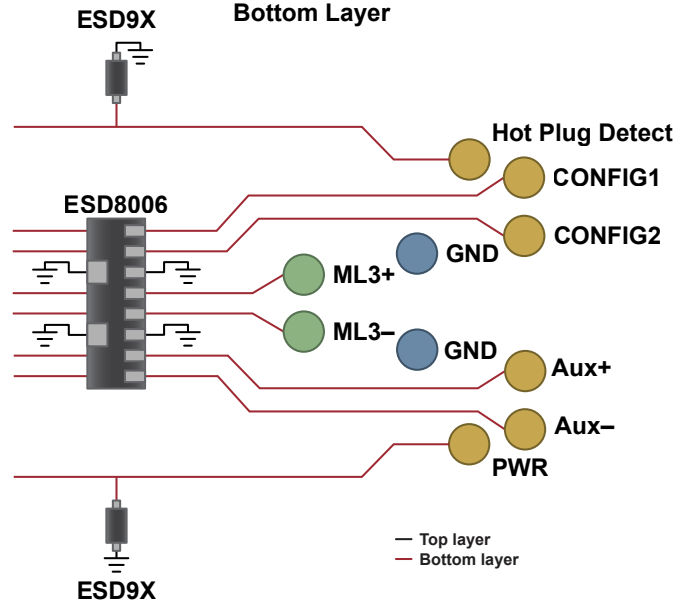 Bottom Layer
ESD9X
Hot Plug Detect
CONFIG1
ESD8006
CONFIG2
GND
ML3+
ML3–
GND
Aux+
Aux–
PWR
Top layer
Bottom layer
ESD9X